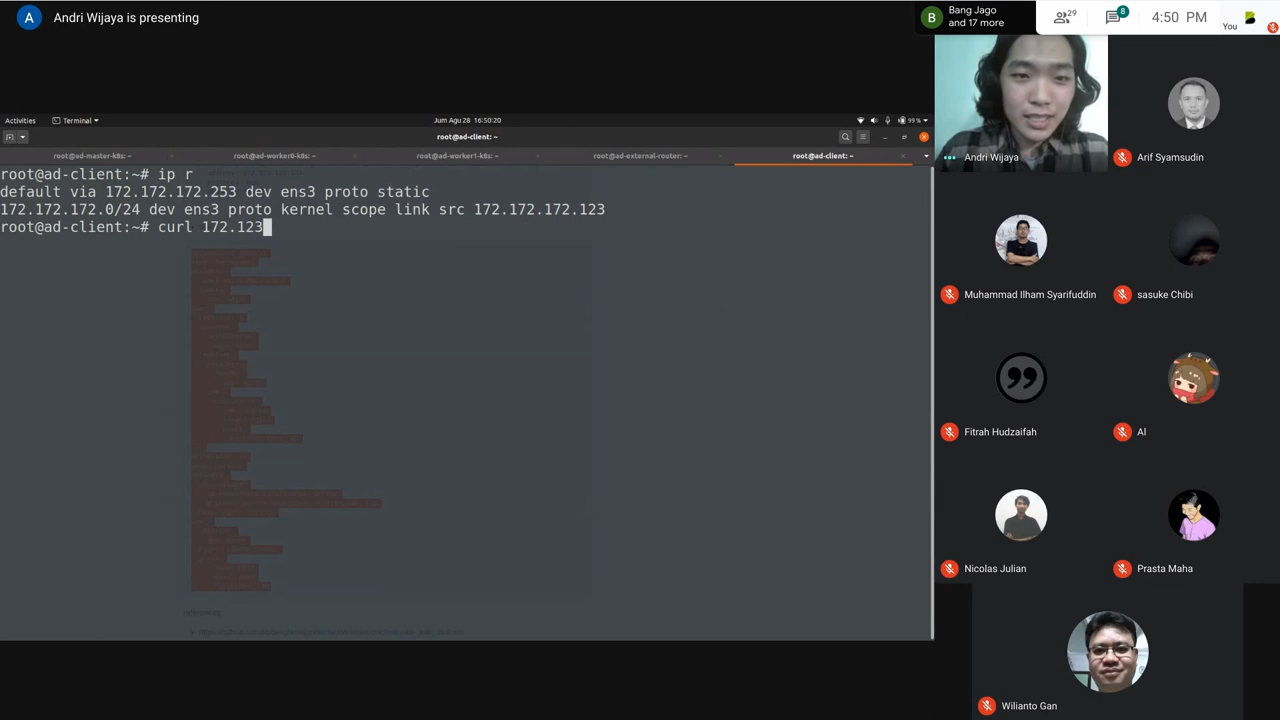 A Andri Wijaya is presenting
B Bang Jago and 17 more
29
8
4:50 PM
You
Activities Terminal Jum Agu 28 16:50:20 99%
root@ad-client: ~
root@ad-master-k8s: ~ root@ad-worker0-k8s: ~ root@ad-worker1-k8s: ~ root@ad-external-router: ~ root@ad-client: ~
root@ad-client:~# ip r
default via 172.172.172.253 dev ens3 proto static
172.172.172.0/24 dev ens3 proto kernel scope link src 172.172.172.123
root@ad-client:~# curl 172.123
Andri Wijaya
Arif Syamsudin
Muhammad Ilham Syarifuddin
sasuke Chibi
Fitrah Hudzaifah
Al
Nicolas Julian
Prasta Maha
Wilianto Gan